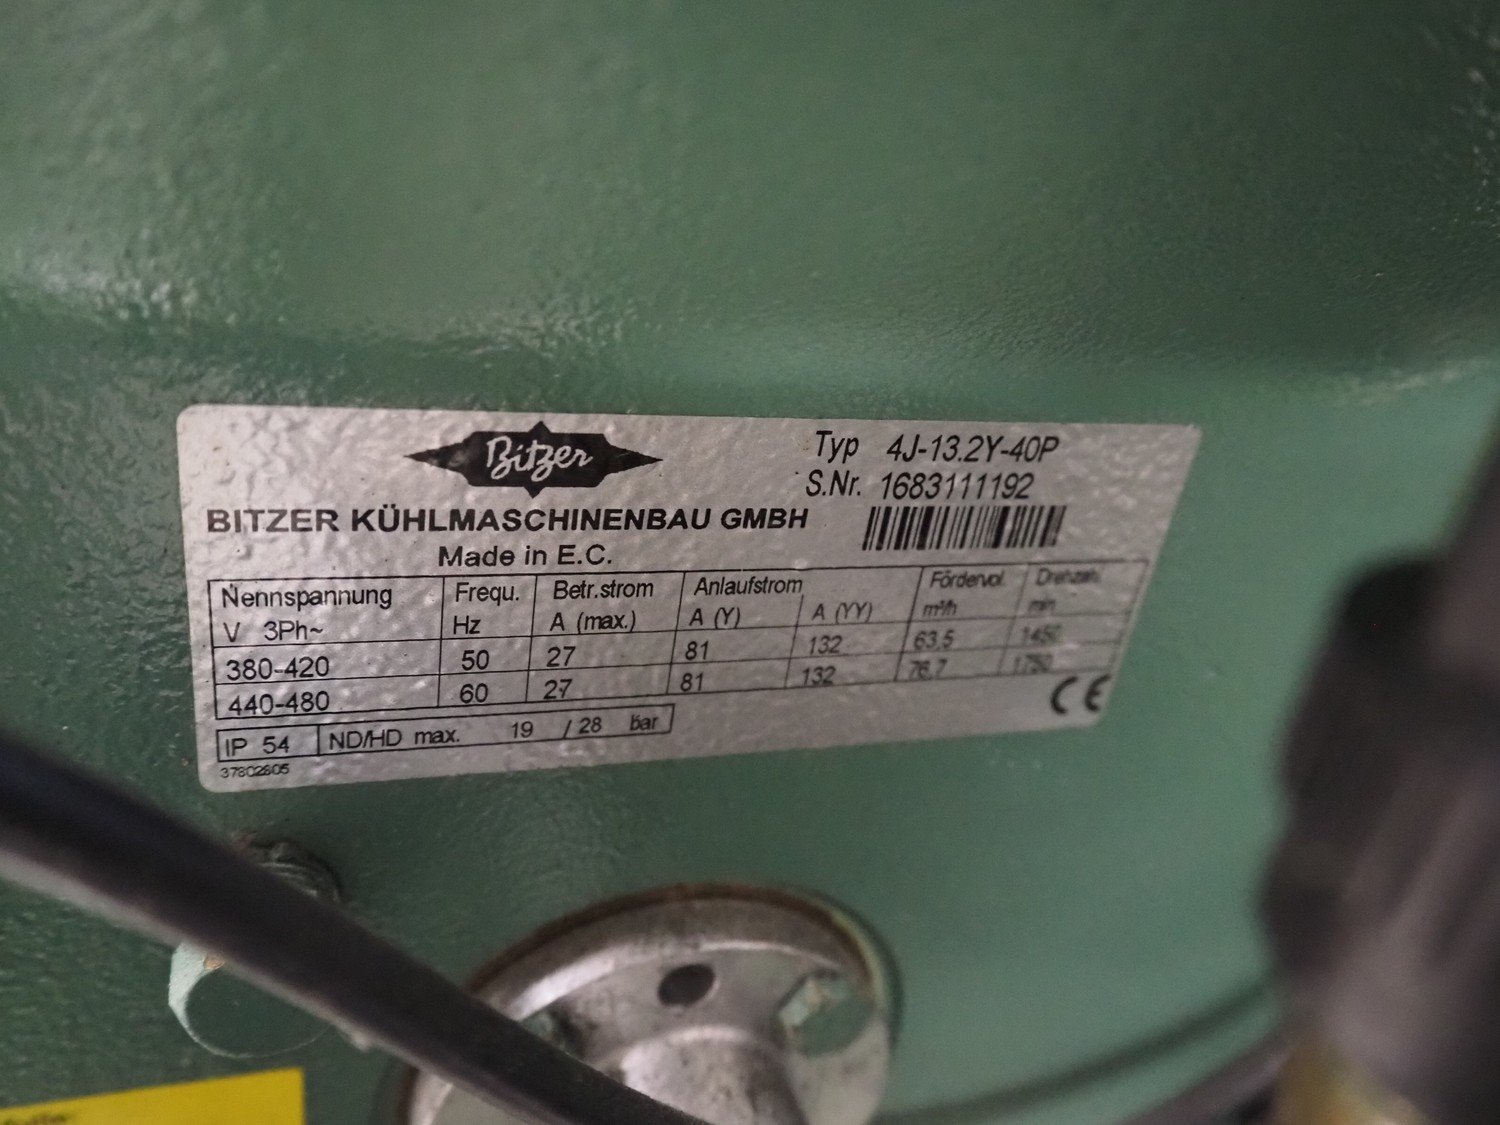 Bitzer
Typ 4J-13.2Y-40P
S.Nr. 1683111192
BITZER KÜHLMASCHINENBAU GMBH
Made in E.C.
Nennspannung Frequ. Betr.strom Anlaufstrom Fördervol. Drehzahl
V 3Ph~ Hz A (max.) A (Y) A (YY) m³/h min
380-420 50 27 81 132 63,5 1450
440-480 60 27 81 132 76,7 1750
CE
IP 54 ND/HD max. 19 / 28 bar
37802605